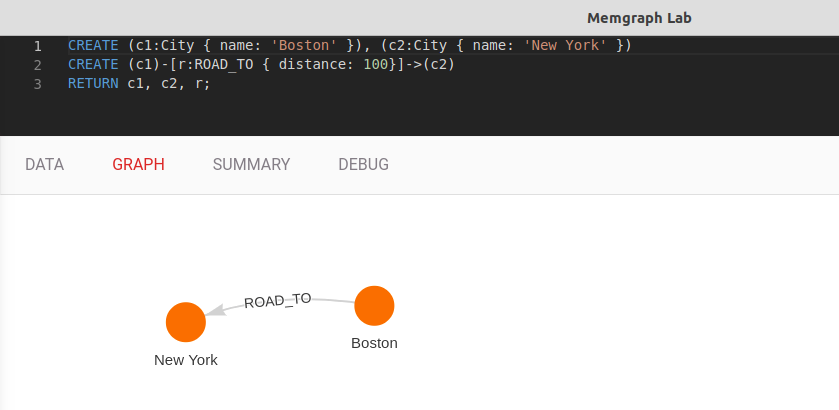 Memgraph Lab
1 CREATE (c1:City { name: 'Boston' }), (c2:City { name: 'New York' })
2 CREATE (c1)-[r:ROAD_TO { distance: 100}]->(c2)
3 RETURN c1, c2, r;
DATA GRAPH SUMMARY DEBUG
ROAD_TO
Boston
New York